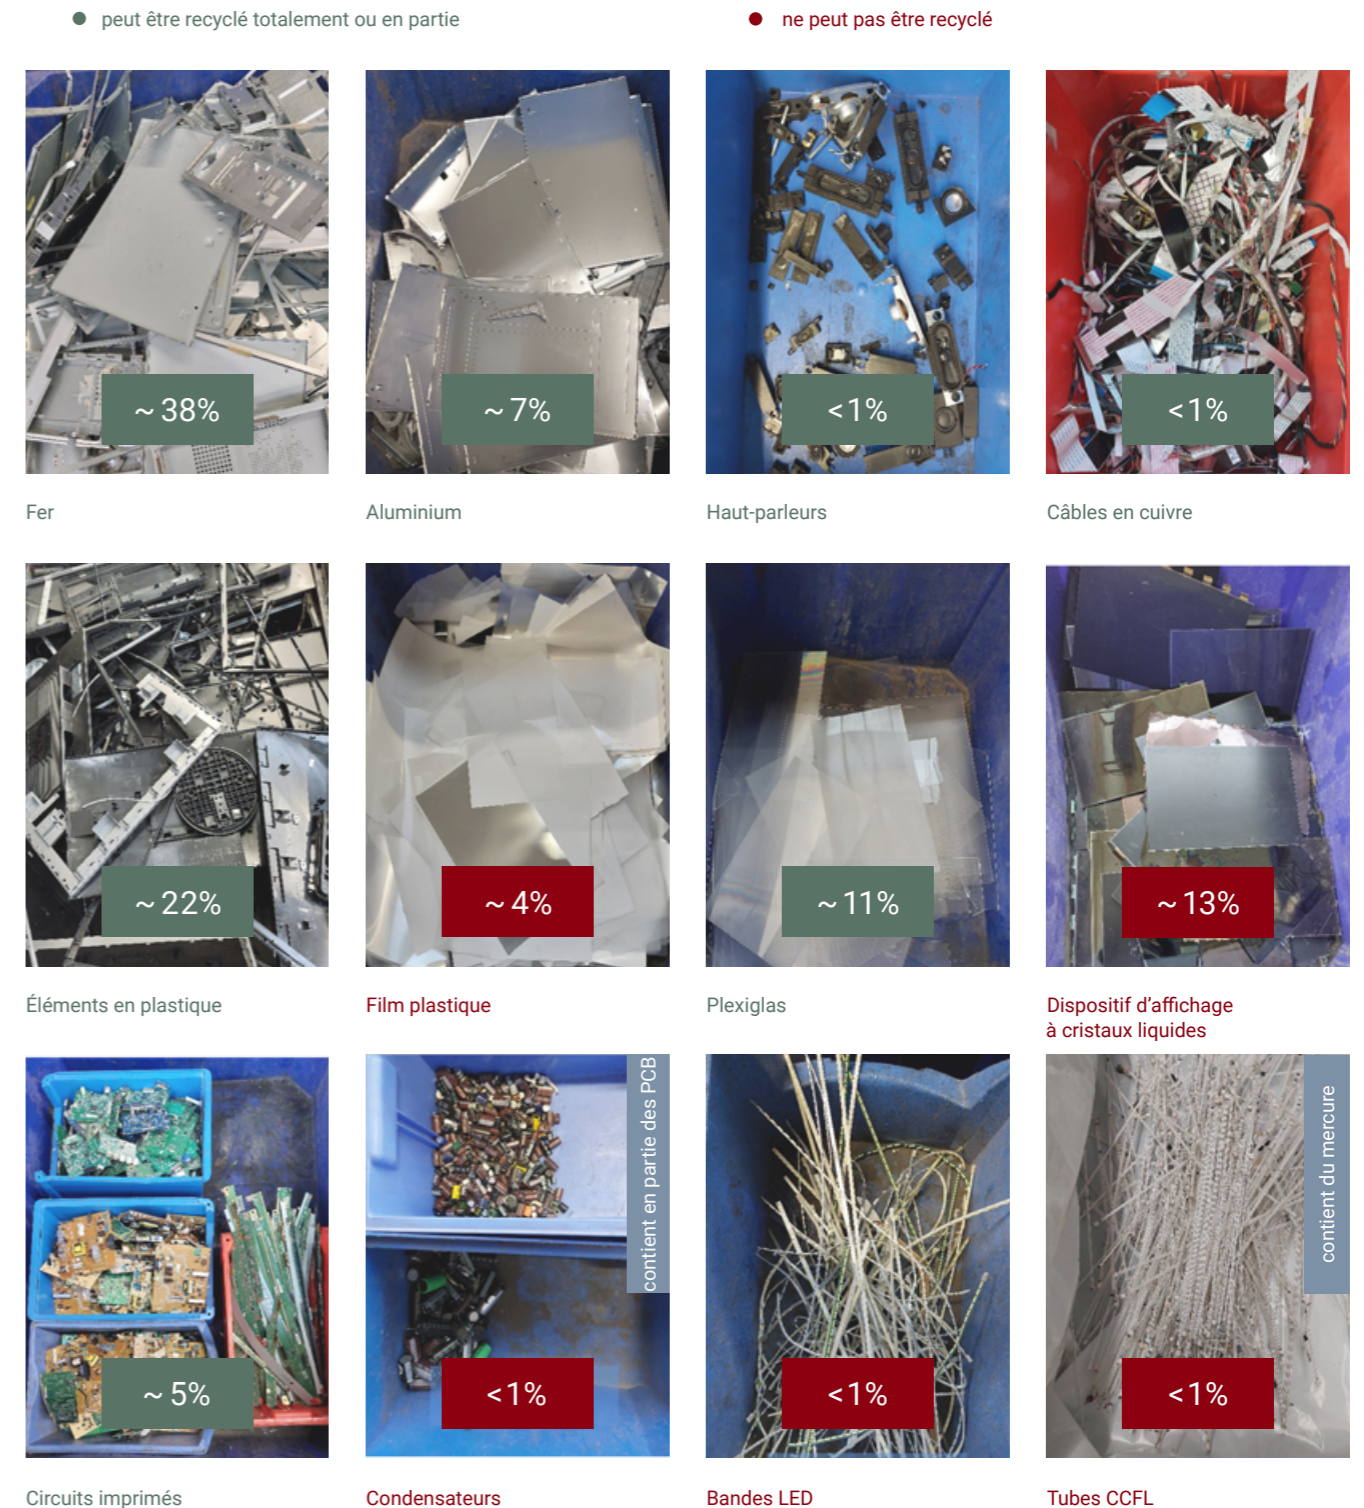 peut être recyclé totalement ou en partie
ne peut pas être recyclé
~ 38%
~ 7%
< 1%
< 1%
Fer
Aluminium
Haut-parleurs
Câbles en cuivre
~ 22%
~ 4%
~ 11%
~ 13%
Éléments en plastique
Film plastique
Plexiglas
Dispositif d’affichage
à cristaux liquides
contient en partie des PCB
contient du mercure
~ 5%
< 1%
< 1%
< 1%
Circuits imprimés
Condensateurs
Bandes LED
Tubes CCFL